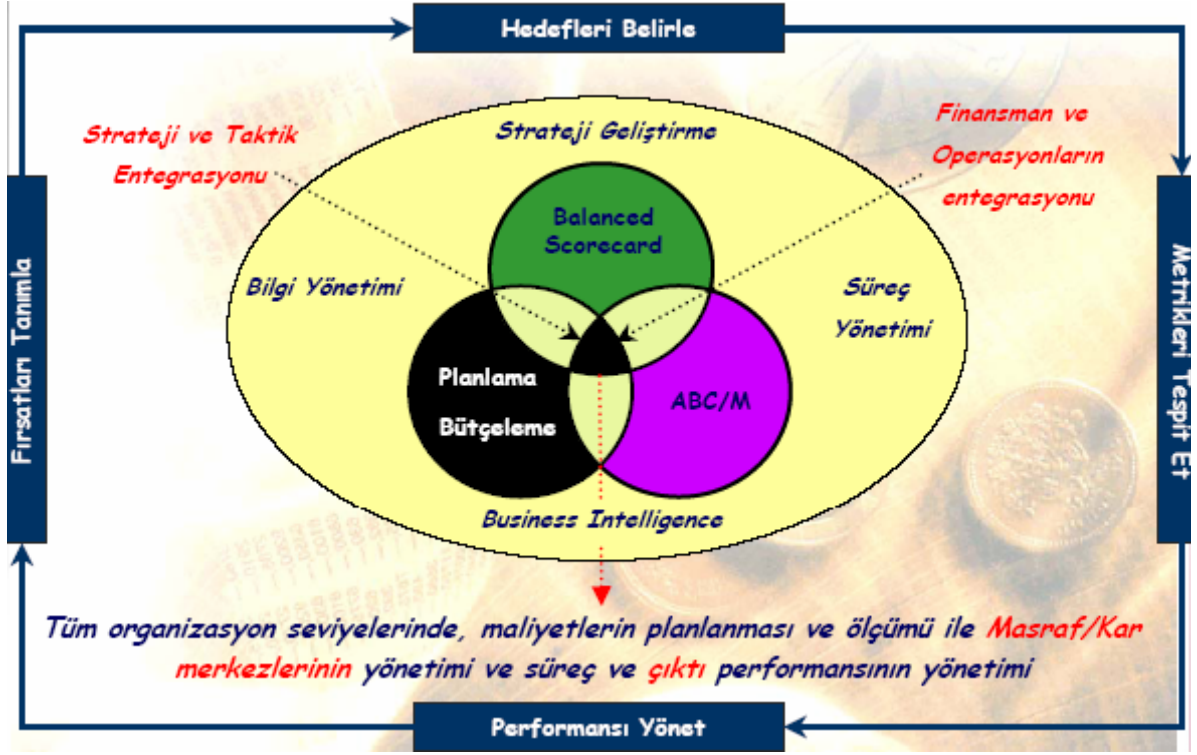 Hedefleri Belirle
Strateji ve Taktik
Entegrasyonu
Strateji Geliştirme
Finansman ve
Operasyonların
entegrasyonu
Balanced
Scorecard
Bilgi Yönetimi
Süreç
Yönetimi
Fırsatları Tanımla
Metrikleri Tespit Et
Planlama
Bütçeleme
ABC/M
Business Intelligence
Tüm organizasyon seviyelerinde, maliyetlerin planlanması ve ölçümü ile Masraf/Kar
merkezlerinin yönetimi ve süreç ve çıktı performansının yönetimi
Performansı Yönet